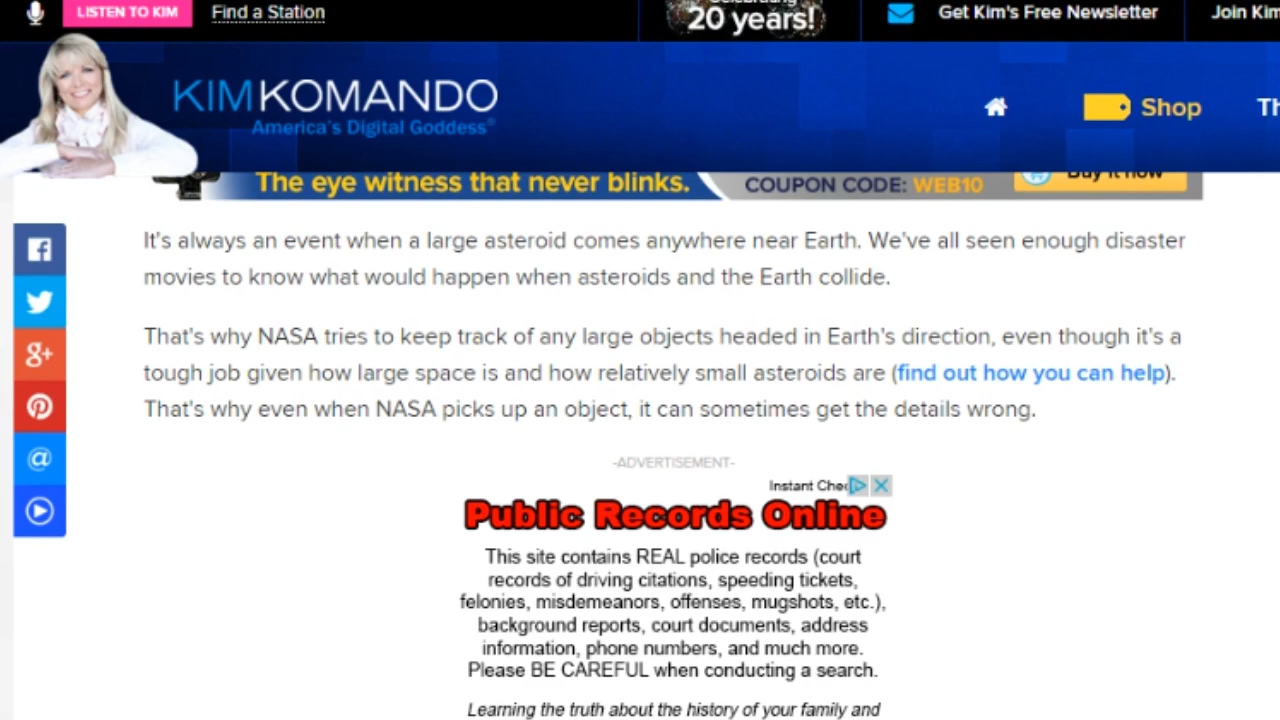 LISTEN TO KIM
Find a Station
Celebrating
20 years!
Get Kim's Free Newsletter
Join Kim
KIMKOMANDO
America's Digital Goddess®
Shop
The eye witness that never blinks.
COUPON CODE: WEB10
Buy it now
It's always an event when a large asteroid comes anywhere near Earth. We've all seen enough disaster
movies to know what would happen when asteroids and the Earth collide.
That's why NASA tries to keep track of any large objects headed in Earth's direction, even though it's a
tough job given how large space is and how relatively small asteroids are (find out how you can help).
That's why even when NASA picks up an object, it can sometimes get the details wrong.
-ADVERTISEMENT-
Instant Chec
Public Records Online
This site contains REAL police records (court
records of driving citations, speeding tickets,
felonies, misdemeanors, offenses, mugshots, etc.),
background reports, court documents, address
information, phone numbers, and much more.
Please BE CAREFUL when conducting a search.
Learning the truth about the history of your family and